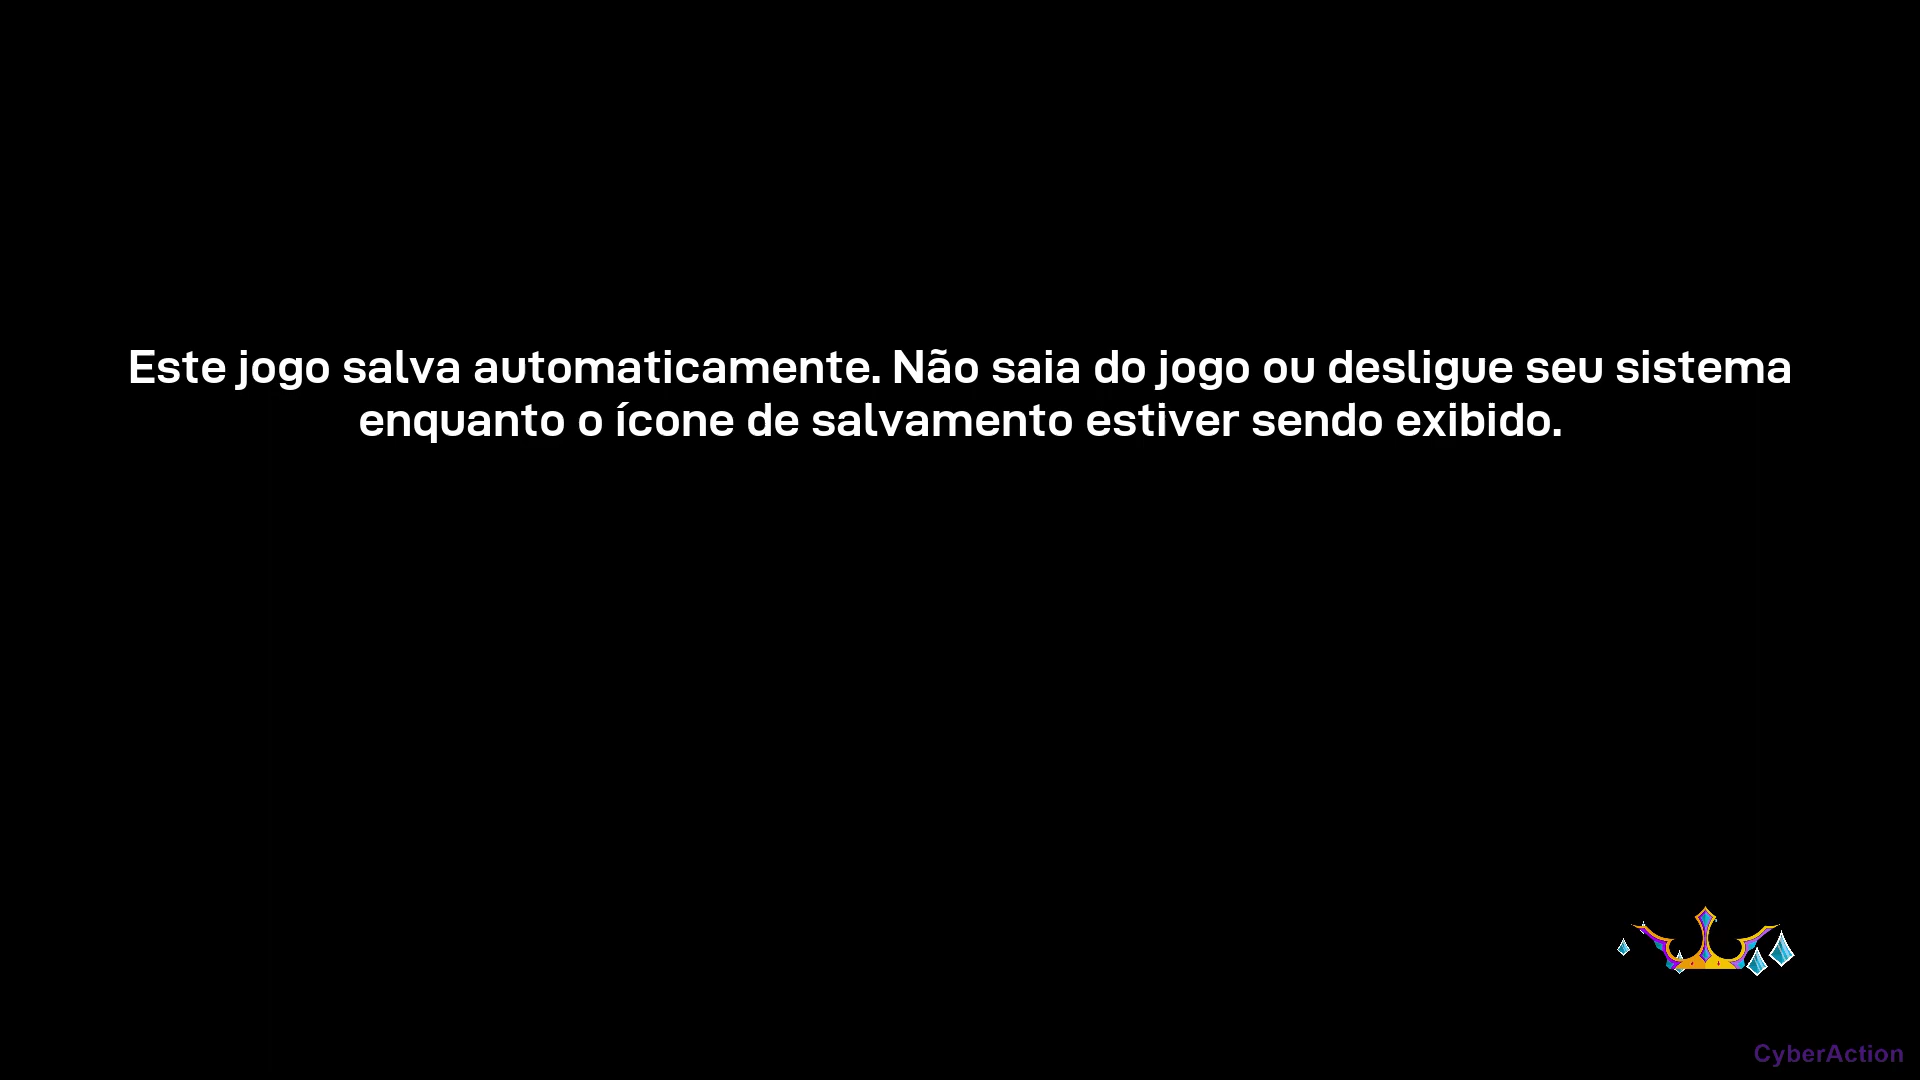 Este jogo salva automaticamente. Não saia do jogo ou desligue seu sistema
enquanto o ícone de salvamento estiver sendo exibido.
CyberAction